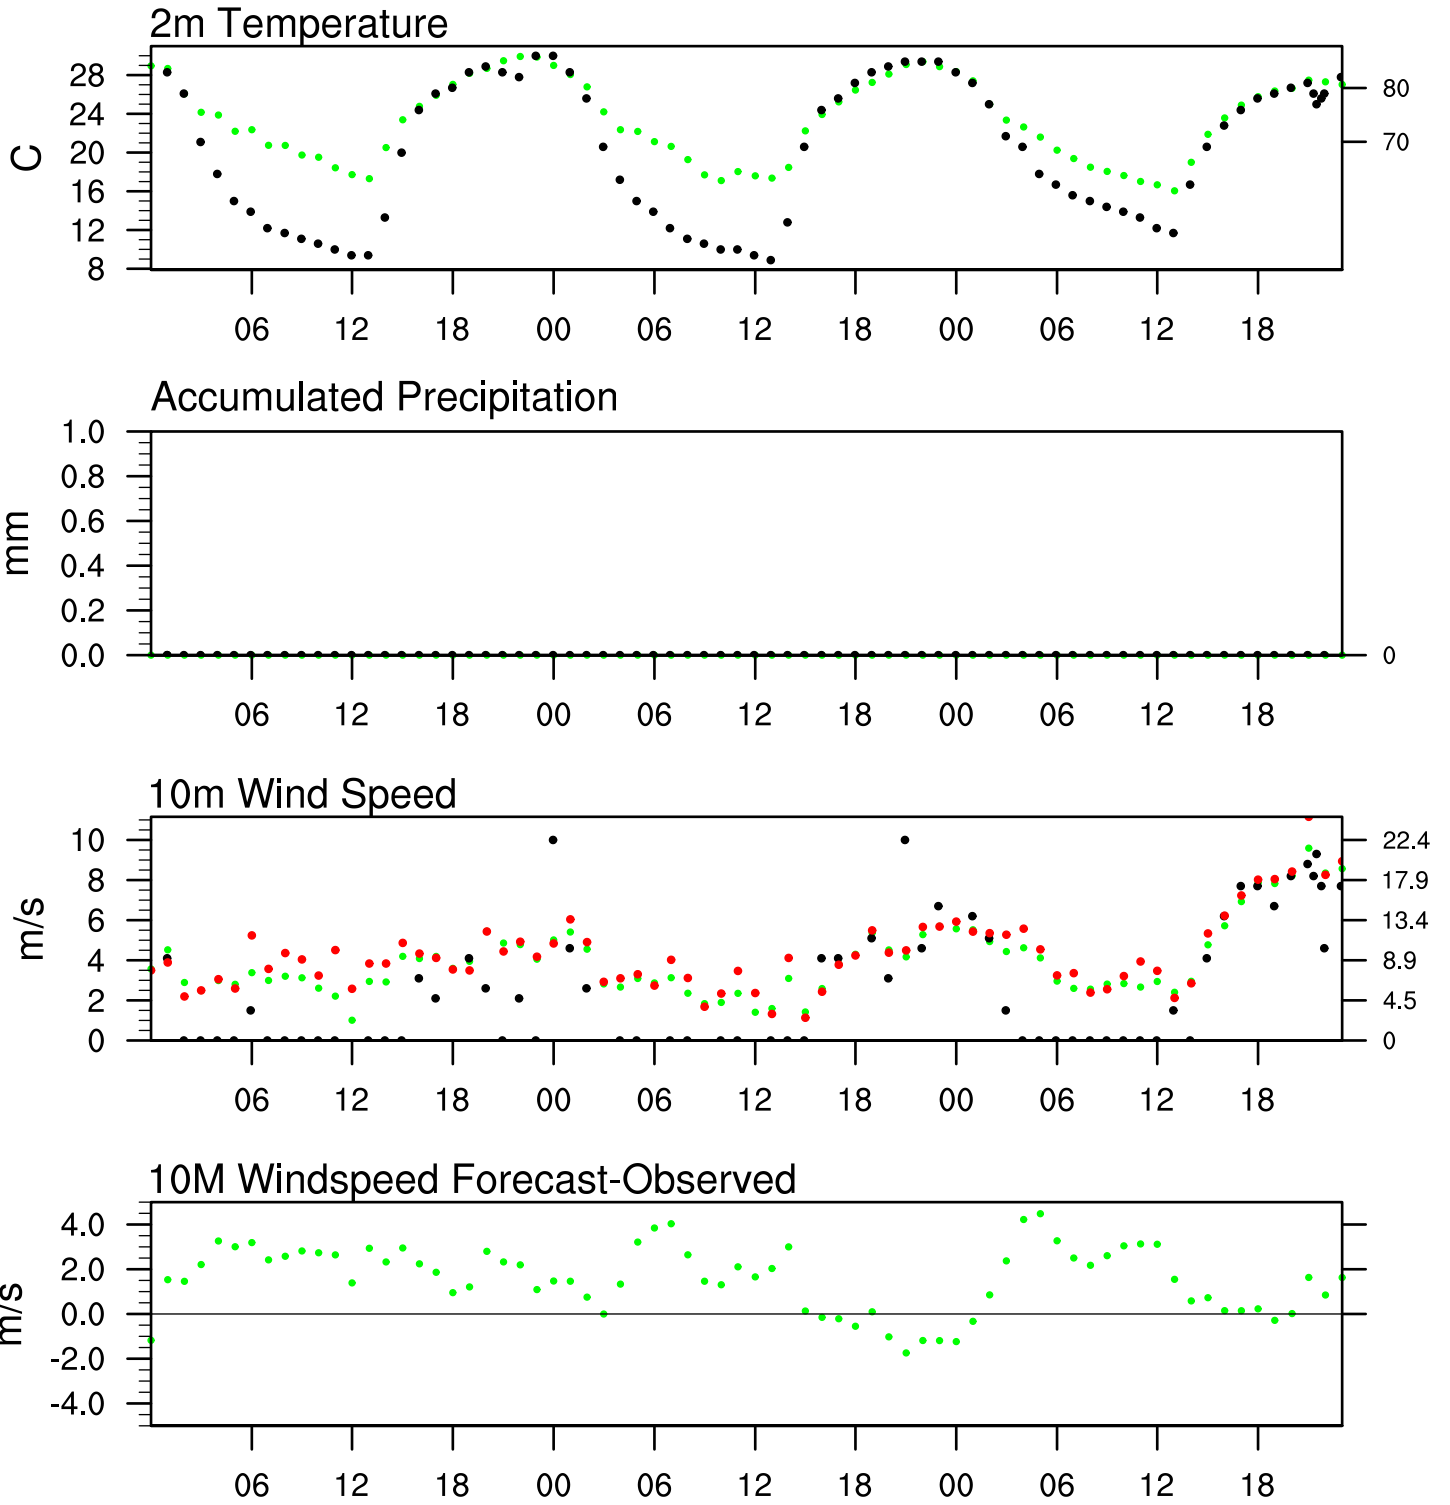 2m Temperature
28
24
20
16
12
8
C
80
70
06 12 18 00 06 12 18 00 06 12 18
Accumulated Precipitation
1.0
0.8
0.6
0.4
0.2
0.0
mm
0
06 12 18 00 06 12 18 00 06 12 18
10m Wind Speed
10
8
6
4
2
0
m/s
22.4
17.9
13.4
8.9
4.5
0
06 12 18 00 06 12 18 00 06 12 18
10M Windspeed Forecast-Observed
4.0
2.0
0.0
-2.0
-4.0
m/s
06 12 18 00 06 12 18 00 06 12 18